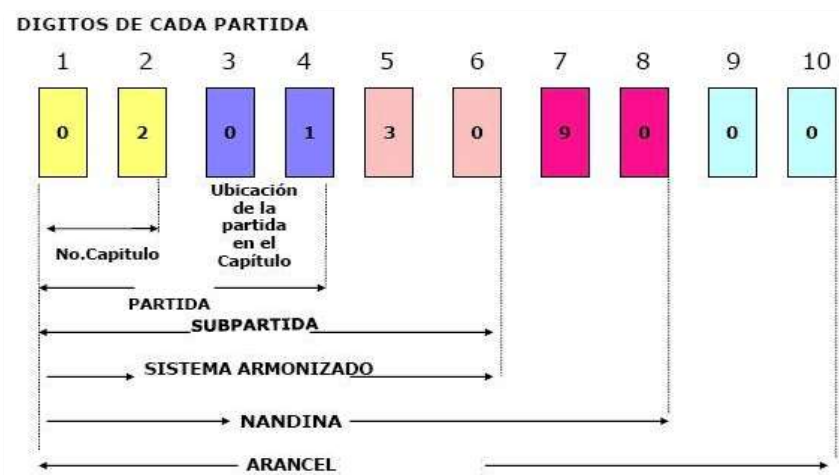 DIGITOS DE CADA PARTIDA
1 2 3 4 5 6 7 8 9 10
0 2 0 1 3 0 9 0 0 0
Ubicación
de la
partida
en el
Capítulo
No.Capitulo
PARTIDA
SUBPARTIDA
SISTEMA ARMONIZADO
NANDINA
ARANCEL